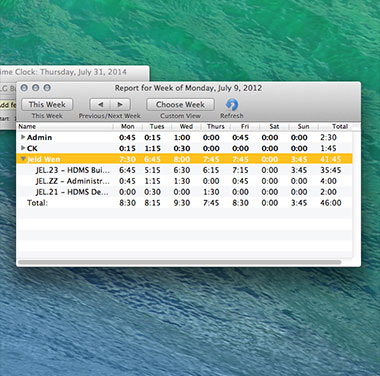 ime Clock: Thursday, July 31, 2014
LG B
Add fe
Start:
Report for Week of Monday, July 9, 2012
This Week ◀ ▶ Choose Week
This Week Previous/Next Week Custom View Refresh
Name Mon Tues Wed Thurs Fri Sat Sun Total
Admin 0:45 0:15 1:00 0:00 0:45 0:00 0:00 2:30
CK 0:15 1:15 0:30 0:00 0:00 0:00 0:00 1:45
Jeld Wen 7:30 6:45 8:00 7:45 7:45 0:00 3:45 41:45
JEL.23 – HDMS Bui... 6:45 5:15 6:30 6:15 7:15 0:00 3:45 35:45
JEL.ZZ – Administr... 0:45 1:15 1:30 0:00 0:30 0:00 0:00 4:00
JEL.21 – HDMS De... 0:00 0:30 0:00 1:30 0:00 0:00 0:00 2:00
Total: 8:30 8:15 9:30 7:45 8:30 0:00 3:45 46:00